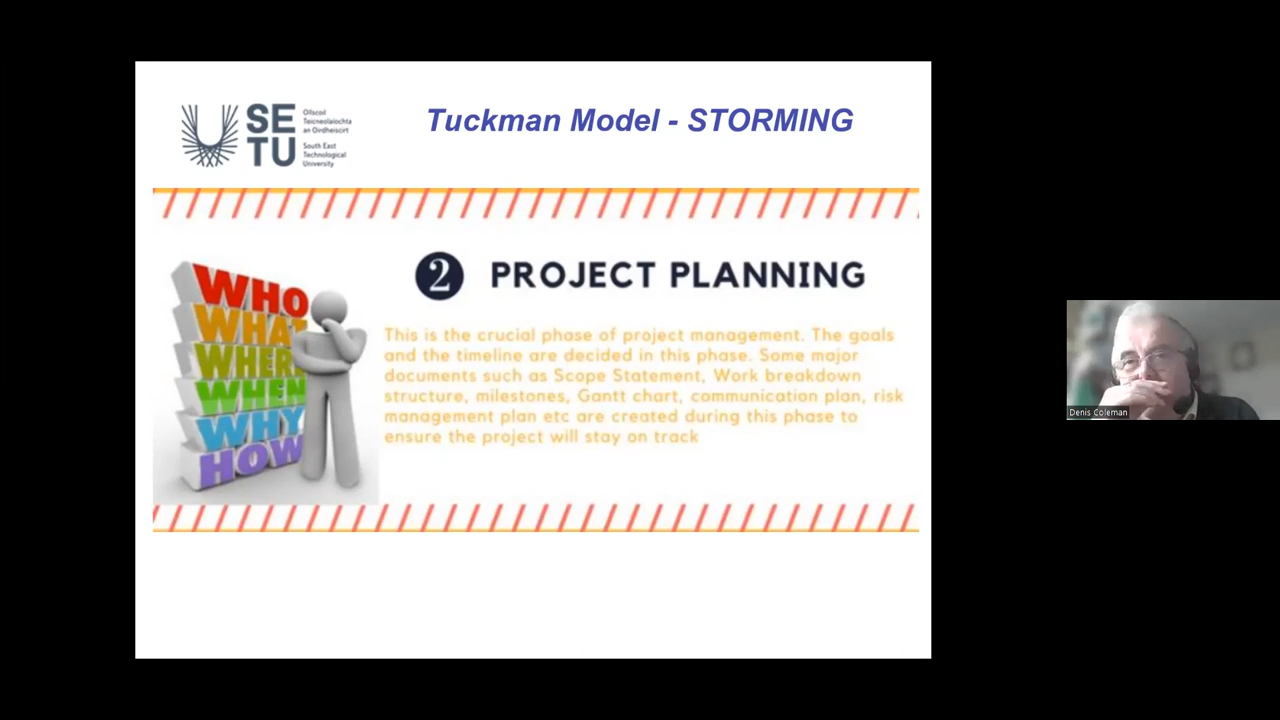 SE
TU
Ollscoil
Teicneolaíochta
an Oirdheiscirt
South East
Technological
University
Tuckman Model - STORMING
2 PROJECT PLANNING
WHO
WHAT
WHERE
WHEN
WHY
HOW
This is the crucial phase of project management. The goals
and the timeline are decided in this phase. Some major
documents such as Scope Statement, Work breakdown
structure, milestones, Gantt chart, communication plan, risk
management plan etc are created during this phase to
ensure the project will stay on track
Denis Coleman